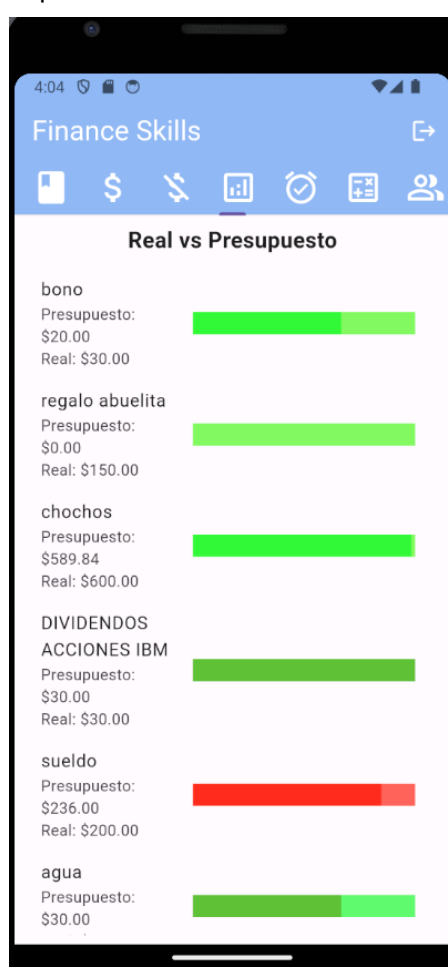 4:04
Finance Skills
Real vs Presupuesto
bono
Presupuesto:
$20.00
Real: $30.00
regalo abuelita
Presupuesto:
$0.00
Real: $150.00
chochos
Presupuesto:
$589.84
Real: $600.00
DIVIDENDOS
ACCIONES IBM
Presupuesto:
$30.00
Real: $30.00
sueldo
Presupuesto:
$236.00
Real: $200.00
agua
Presupuesto:
$30.00